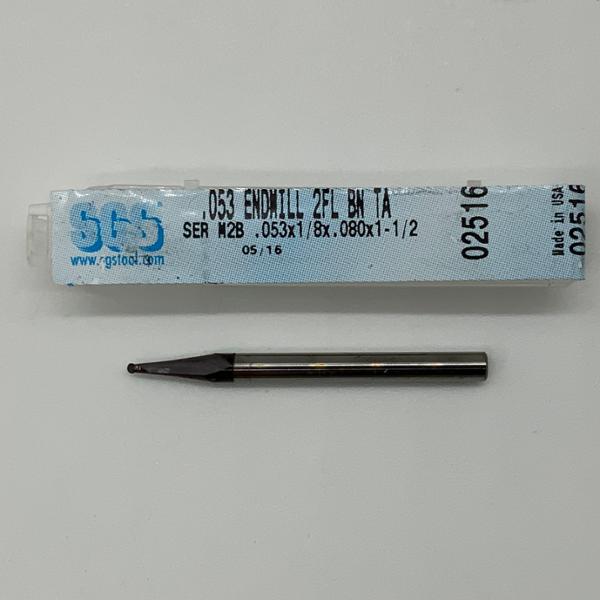 SGS
www.sgstool.com
.053 ENDMILL 2FL BN TA
SER M2B .053x1/8x.080x1-1/2
05/16
02516
Made in USA
02516